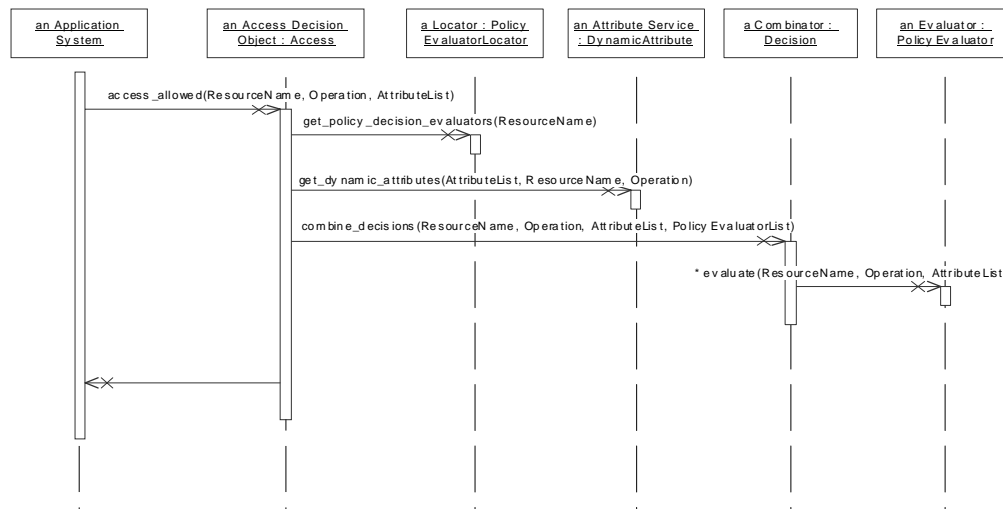 an Application
System
an Access Decision
Object : Access
a Locator : Policy
EvaluatorLocator
an Attribute Service
: DynamicAttribute
a Combinator :
Decision
an Evaluator :
Policy Evaluator
access_allowed(ResourceName, Operation, AttributeList)
get_policy_decision_evaluators(ResourceName)
get_dynamic_attributes(AttributeList, ResourceName, Operation)
combine_decisions(ResourceName, Operation, AttributeList, Policy EvaluatorList)
* evaluate(ResourceName, Operation, AttributeList